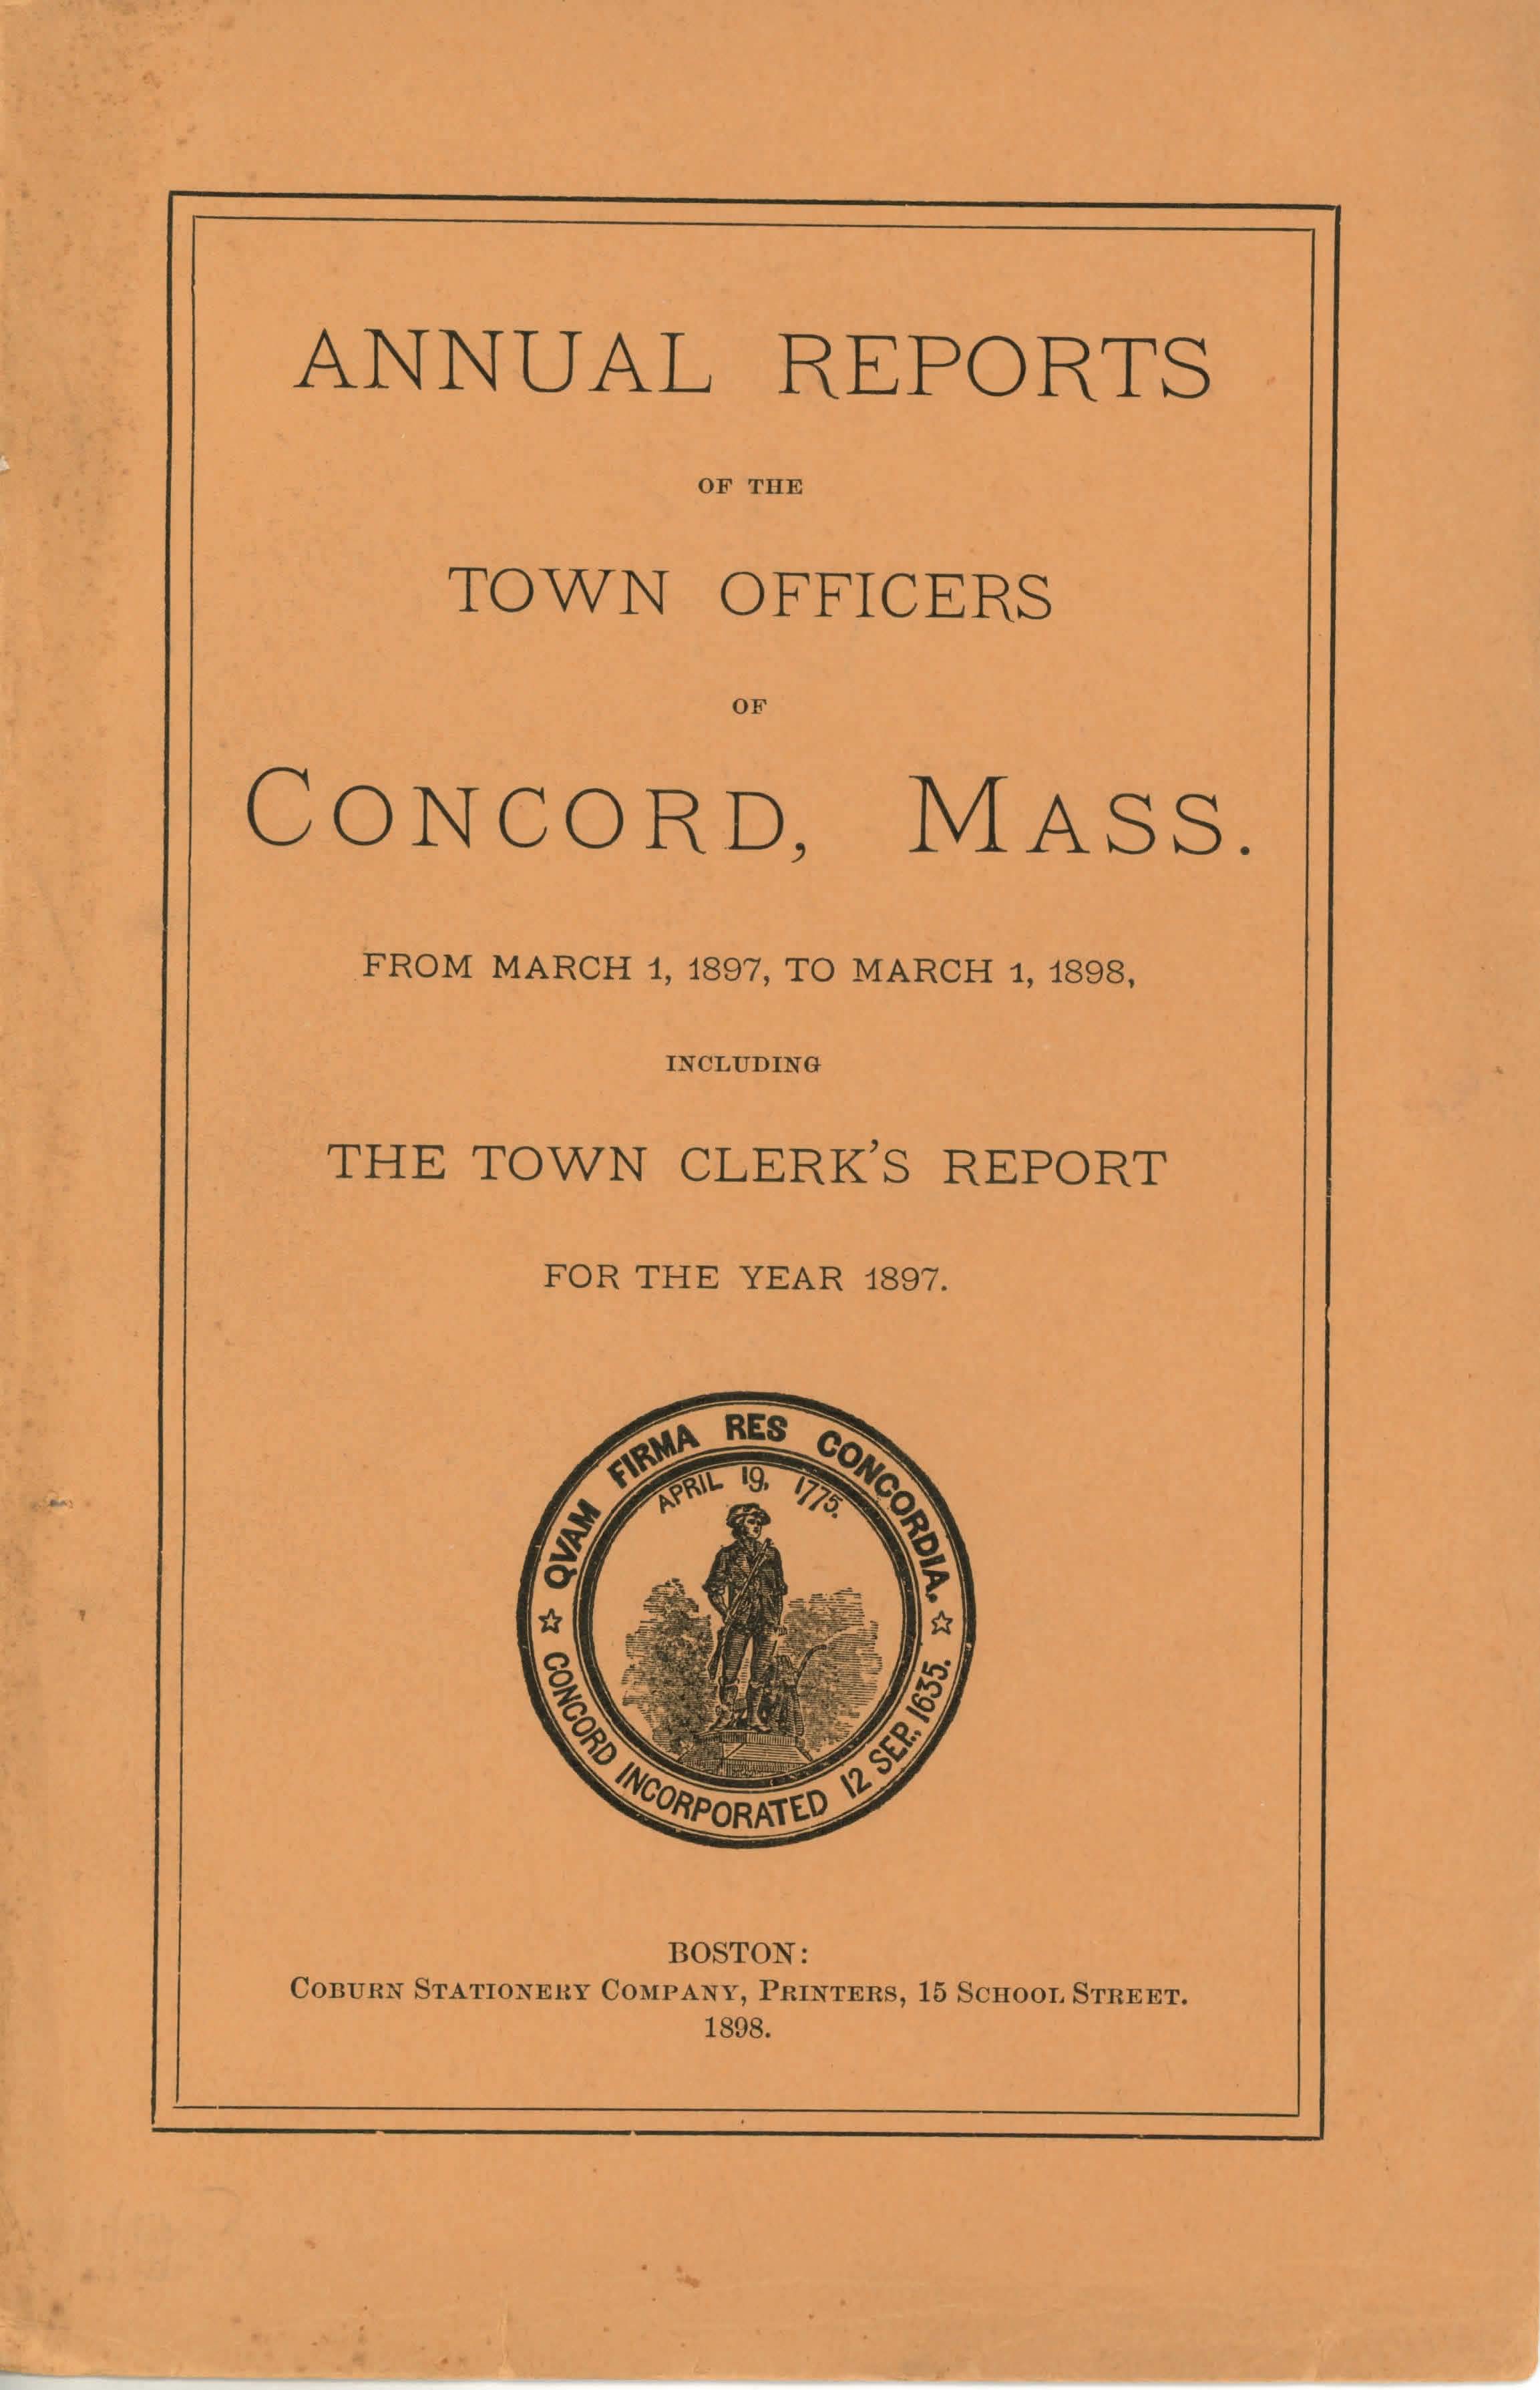 ANNUAL REPORTS
OF THE
TOWN OFFICERS
OF
CONCORD, MASS.
FROM MARCH 1, 1897, TO MARCH 1, 1898,
INCLUDING
THE TOWN CLERK'S REPORT
FOR THE YEAR 1897.
QVAM FIRMA RES CONCORDIA.
APRIL 19, 1775.
CONCORD INCORPORATED 12 SEP., 1635.
BOSTON:
COBURN STATIONERY COMPANY, PRINTERS, 15 SCHOOL STREET.
1898.